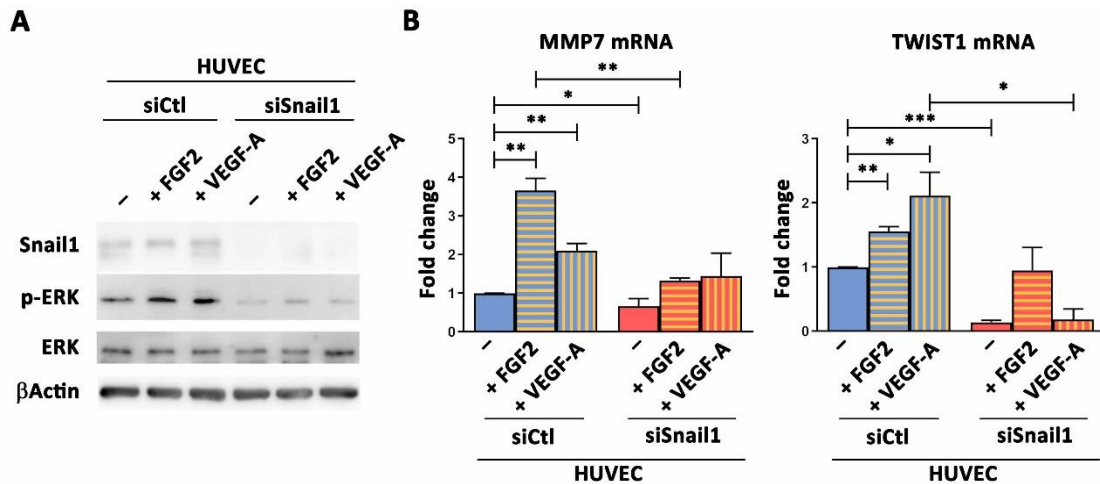 A
HUVEC
siCtl siSnail1
– + FGF2 + VEGF-A – + FGF2 + VEGF-A
Snail1
p-ERK
ERK
βActin
B
MMP7 mRNA
**
*
**
**
Fold change
5
4
3
2
1
0
– + FGF2 + VEGF-A – + FGF2 + VEGF-A
siCtl siSnail1
HUVEC
TWIST1 mRNA
*
***
*
**
Fold change
3
2
1
0
– + FGF2 + VEGF-A – + FGF2 + VEGF-A
siCtl siSnail1
HUVEC